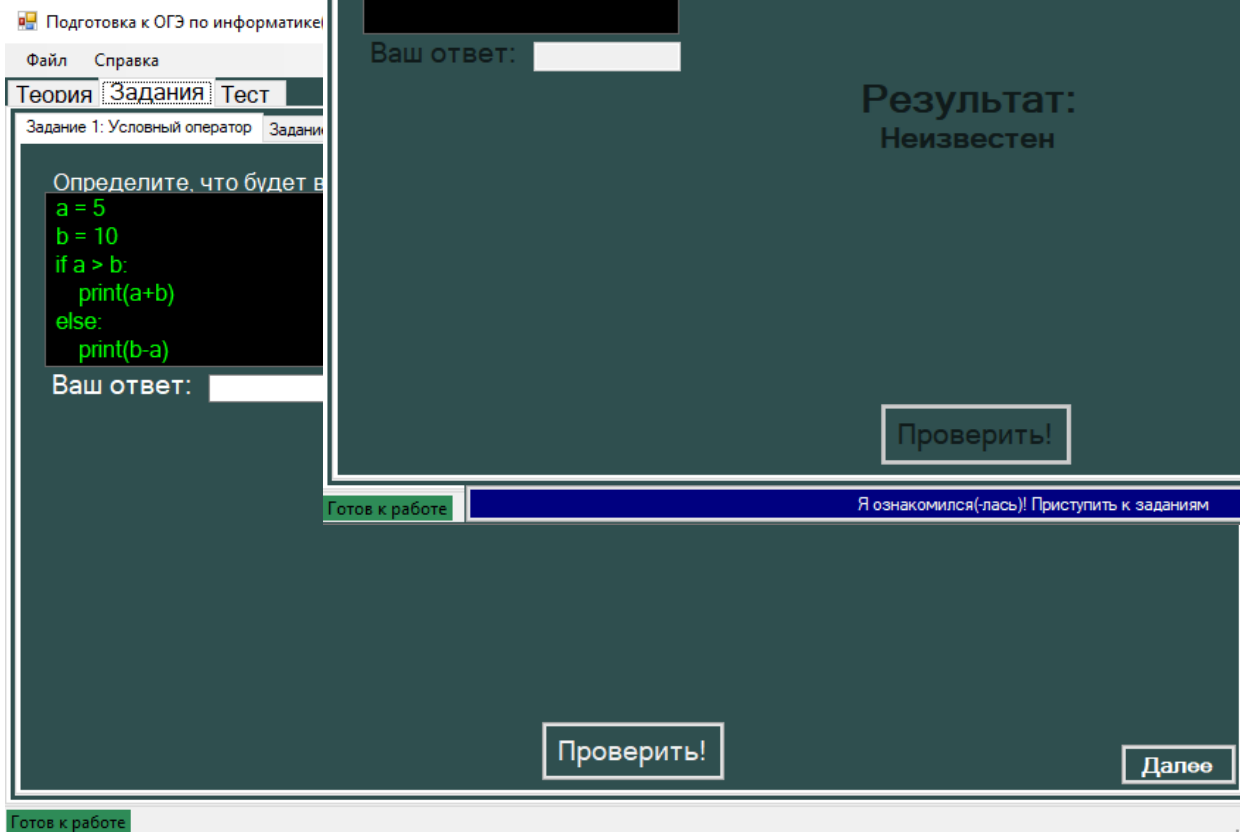 Подготовка к ОГЭ по информатике(
Файл Справка
Теория Задания Тест
Задание 1: Условный оператор Задание
Определите, что будет в
a = 5
b = 10
if a > b:
print(a+b)
else:
print(b-a)
Ваш ответ:
Ваш ответ:
Результат:
Неизвестен
Проверить!
Готов к работе
Я ознакомился(-лась)! Приступить к заданиям
Проверить!
Далее
Готов к работе